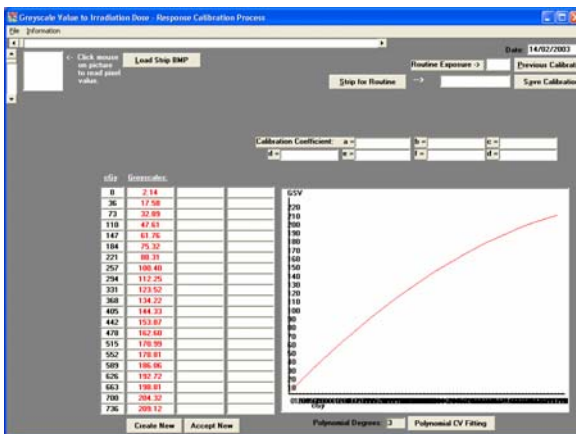 Greyscale Value to Irradiation Dose - Response Calibration Process
File Information
Date: 14/02/2003
<- Click mouse on picture to read pixel value.
Load Strip BMP
Routine Exposure ->
Previous Calibrat
Strip for Routine
-->
Save Calibration
Calibration Coefficient: a = b = c =
d = e = f = d =
cGy Greyscales:
0 2.14
36 17.58
73 32.89
110 47.61
147 61.76
184 75.32
221 88.31
257 100.40
294 112.25
331 123.52
368 134.22
405 144.33
442 153.87
478 162.60
515 170.99
552 178.81
589 186.06
626 192.72
663 198.81
700 204.32
736 209.12
GSV
220
210
200
190
180
170
160
150
140
130
120
110
100
90
80
70
60
50
40
30
20
10
cGy
Create New Accept New
Polynomial Degrees: 3 Polynomial CV Fitting